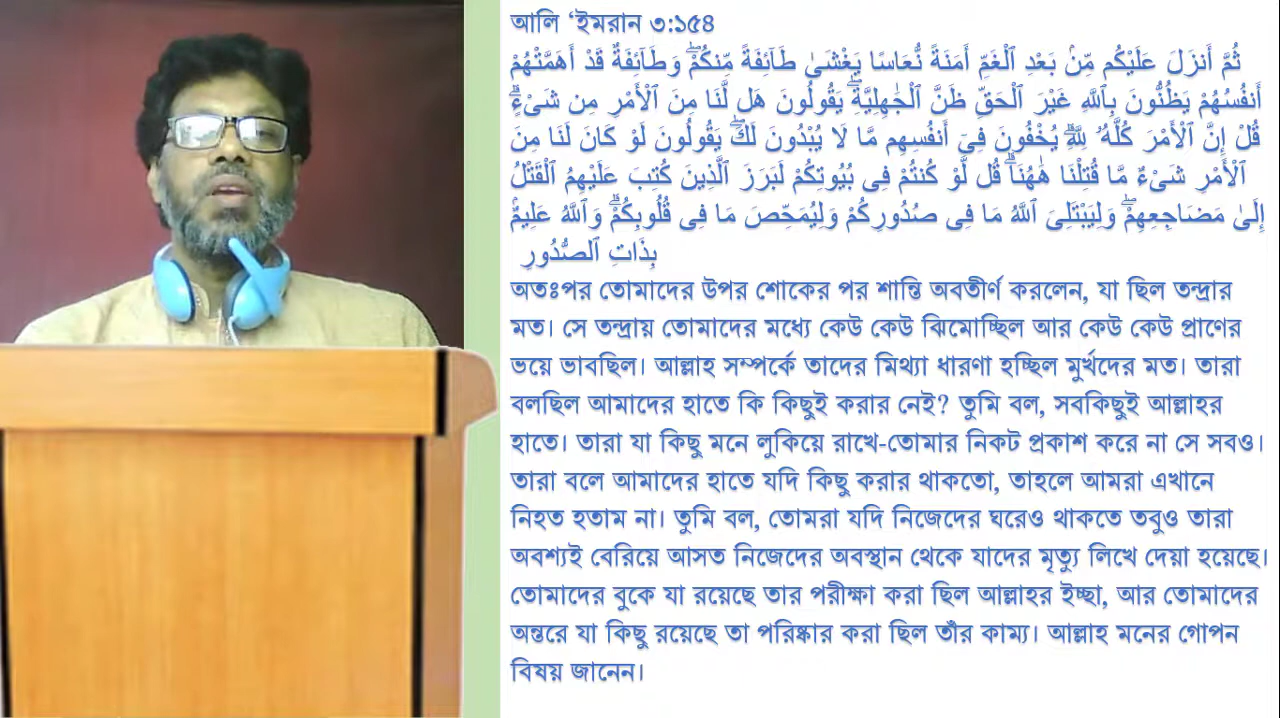 আলি ‘ইমরান ৩:১৫৪
ثُمَّ أَنزَلَ عَلَيْكُم مِّنۢ بَعْدِ ٱلْغَمِّ أَمَنَةً نُّعَاسًا يَغْشَىٰ طَآئِفَةً مِّنكُمْ ۖ وَطَآئِفَةٌ قَدْ أَهَمَّتْهُمْ
أَنفُسُهُمْ يَظُنُّونَ بِٱللَّهِ غَيْرَ ٱلْحَقِّ ظَنَّ ٱلْجَٰهِلِيَّةِ ۖ يَقُولُونَ هَل لَّنَا مِنَ ٱلْأَمْرِ مِن شَىْءٍ ۗ
قُلْ إِنَّ ٱلْأَمْرَ كُلَّهُۥ لِلَّهِ ۗ يُخْفُونَ فِىٓ أَنفُسِهِم مَّا لَا يُبْدُونَ لَكَ ۖ يَقُولُونَ لَوْ كَانَ لَنَا مِنَ
ٱلْأَمْرِ شَىْءٌ مَّا قُتِلْنَا هَٰهُنَا ۗ قُل لَّوْ كُنتُمْ فِى بُيُوتِكُمْ لَبَرَزَ ٱلَّذِينَ كُتِبَ عَلَيْهِمُ ٱلْقَتْلُ
إِلَىٰ مَضَاجِعِهِمْ ۖ وَلِيَبْتَلِىَ ٱللَّهُ مَا فِى صُدُورِكُمْ وَلِيُمَحِّصَ مَا فِى قُلُوبِكُمْ ۗ وَٱللَّهُ عَلِيمٌۢ
بِذَاتِ ٱلصُّدُورِ
অতঃপর তোমাদের উপর শোকের পর শান্তি অবতীর্ণ করলেন, যা ছিল তন্দ্রার
মত। সে তন্দ্রায় তোমাদের মধ্যে কেউ কেউ ঝিমোচ্ছিল আর কেউ কেউ প্রাণের
ভয়ে ভাবছিল। আল্লাহ সম্পর্কে তাদের মিথ্যা ধারণা হচ্ছিল মুর্খদের মত। তারা
বলছিল আমাদের হাতে কি কিছুই করার নেই? তুমি বল, সবকিছুই আল্লাহর
হাতে। তারা যা কিছু মনে লুকিয়ে রাখে-তোমার নিকট প্রকাশ করে না সে সবও।
তারা বলে আমাদের হাতে যদি কিছু করার থাকতো, তাহলে আমরা এখানে
নিহত হতাম না। তুমি বল, তোমরা যদি নিজেদের ঘরেও থাকতে তবুও তারা
অবশ্যই বেরিয়ে আসত নিজেদের অবস্থান থেকে যাদের মৃত্যু লিখে দেয়া হয়েছে।
তোমাদের বুকে যা রয়েছে তার পরীক্ষা করা ছিল আল্লাহর ইচ্ছা, আর তোমাদের
অন্তরে যা কিছু রয়েছে তা পরিষ্কার করা ছিল তাঁর কাম্য। আল্লাহ মনের গোপন
বিষয় জানেন।